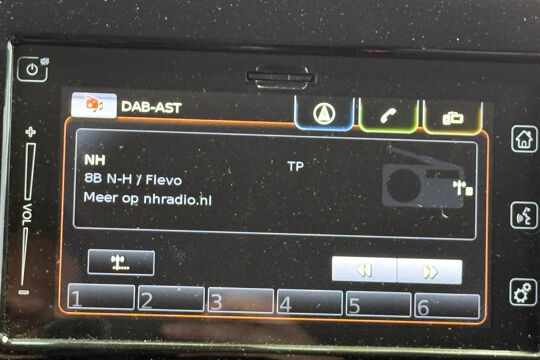 DAB-AST
NH
TP
8B N-H / Flevo
Meer op nhradio.nl
VOL
1 2 3 4 5 6